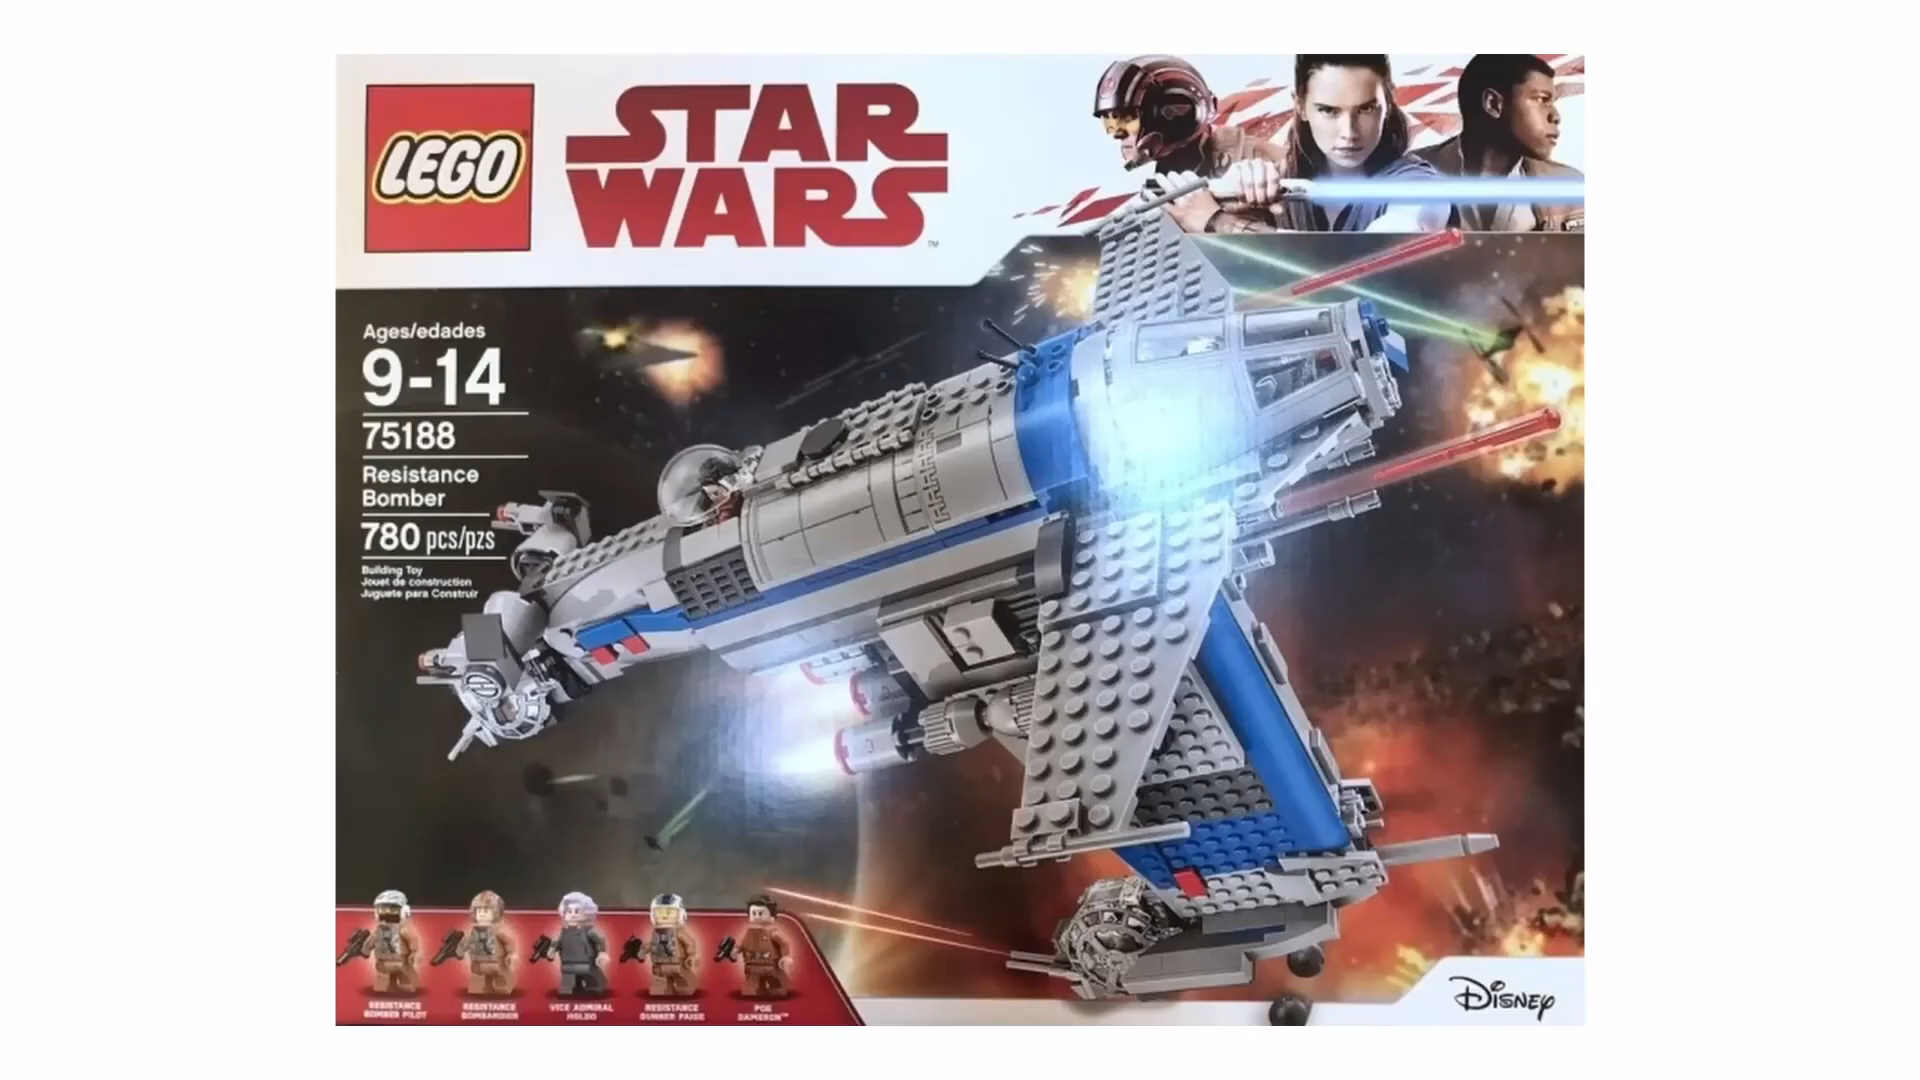 LEGO
STAR
WARS
™
Ages/edades
9-14
75188
Resistance
Bomber
780 pcs/pzs
Building Toy
Jouet de construction
Juguete para Construir
RESISTANCE
BOMBER PILOT
RESISTANCE
BOMBARDIER
VICE ADMIRAL
HOLDO
RESISTANCE
GUNNER PAIGE
POE
DAMERON™
Disney